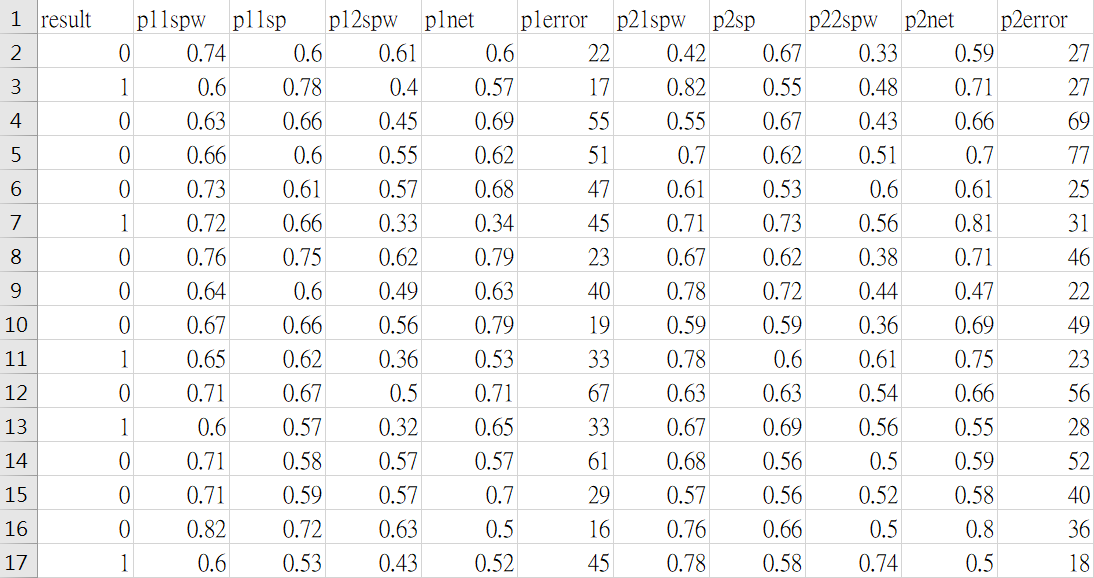 1 result p11spw p11sp p12spw p1net p1error p21spw p2sp p22spw p2net p2error
2 0 0.74 0.6 0.61 0.6 22 0.42 0.67 0.33 0.59 27
3 1 0.6 0.78 0.4 0.57 17 0.82 0.55 0.48 0.71 27
4 0 0.63 0.66 0.45 0.69 55 0.55 0.67 0.43 0.66 69
5 0 0.66 0.6 0.55 0.62 51 0.7 0.62 0.51 0.7 77
6 0 0.73 0.61 0.57 0.68 47 0.61 0.53 0.6 0.61 25
7 1 0.72 0.66 0.33 0.34 45 0.71 0.73 0.56 0.81 31
8 0 0.76 0.75 0.62 0.79 23 0.67 0.62 0.38 0.71 46
9 0 0.64 0.6 0.49 0.63 40 0.78 0.72 0.44 0.47 22
10 0 0.67 0.66 0.56 0.79 19 0.59 0.59 0.36 0.69 49
11 1 0.65 0.62 0.36 0.53 33 0.78 0.6 0.61 0.75 23
12 0 0.71 0.67 0.5 0.71 67 0.63 0.63 0.54 0.66 56
13 1 0.6 0.57 0.32 0.65 33 0.67 0.69 0.56 0.55 28
14 0 0.71 0.58 0.57 0.57 61 0.68 0.56 0.5 0.59 52
15 0 0.71 0.59 0.57 0.7 29 0.57 0.56 0.52 0.58 40
16 0 0.82 0.72 0.63 0.5 16 0.76 0.66 0.5 0.8 36
17 1 0.6 0.53 0.43 0.52 45 0.78 0.58 0.74 0.5 18